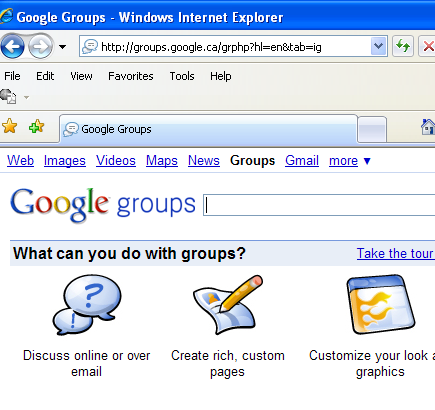 Google Groups - Windows Internet Explorer
http://groups.google.ca/grphp?hl=en&tab=ig
File Edit View Favorites Tools Help
Google Groups
Web Images Videos Maps News Groups Gmail more ▼
Google groups
What can you do with groups? Take the tour
Discuss online or over Create rich, custom Customize your look a
email pages graphics